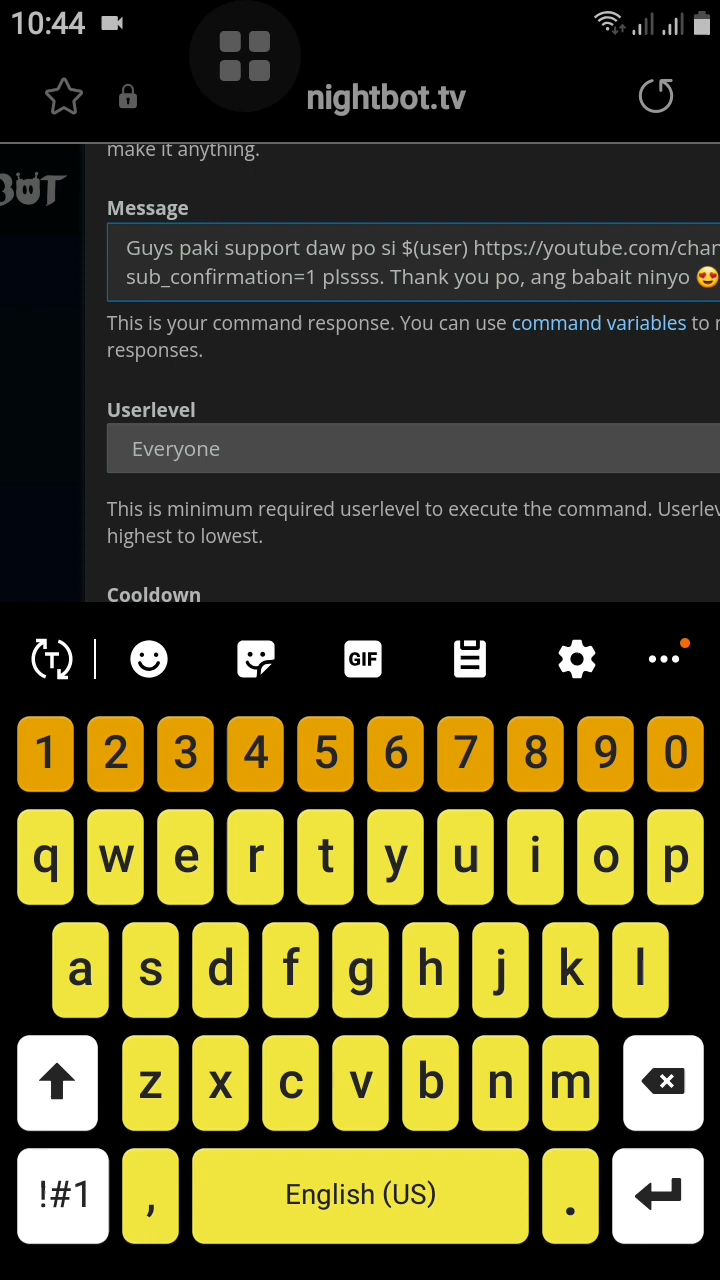 10:44
nightbot.tv
make it anything.
BOT
Message
Guys paki support daw po si $(user) https://youtube.com/chan
sub_confirmation=1 plssss. Thank you po, ang babait ninyo 😍
This is your command response. You can use command variables to
responses.
Userlevel
Everyone
This is minimum required userlevel to execute the command. Userlev
highest to lowest.
Cooldown
T
GIF
1 2 3 4 5 6 7 8 9 0
q w e r t y u i o p
a s d f g h j k l
z x c v b n m
!#1 , English (US) .